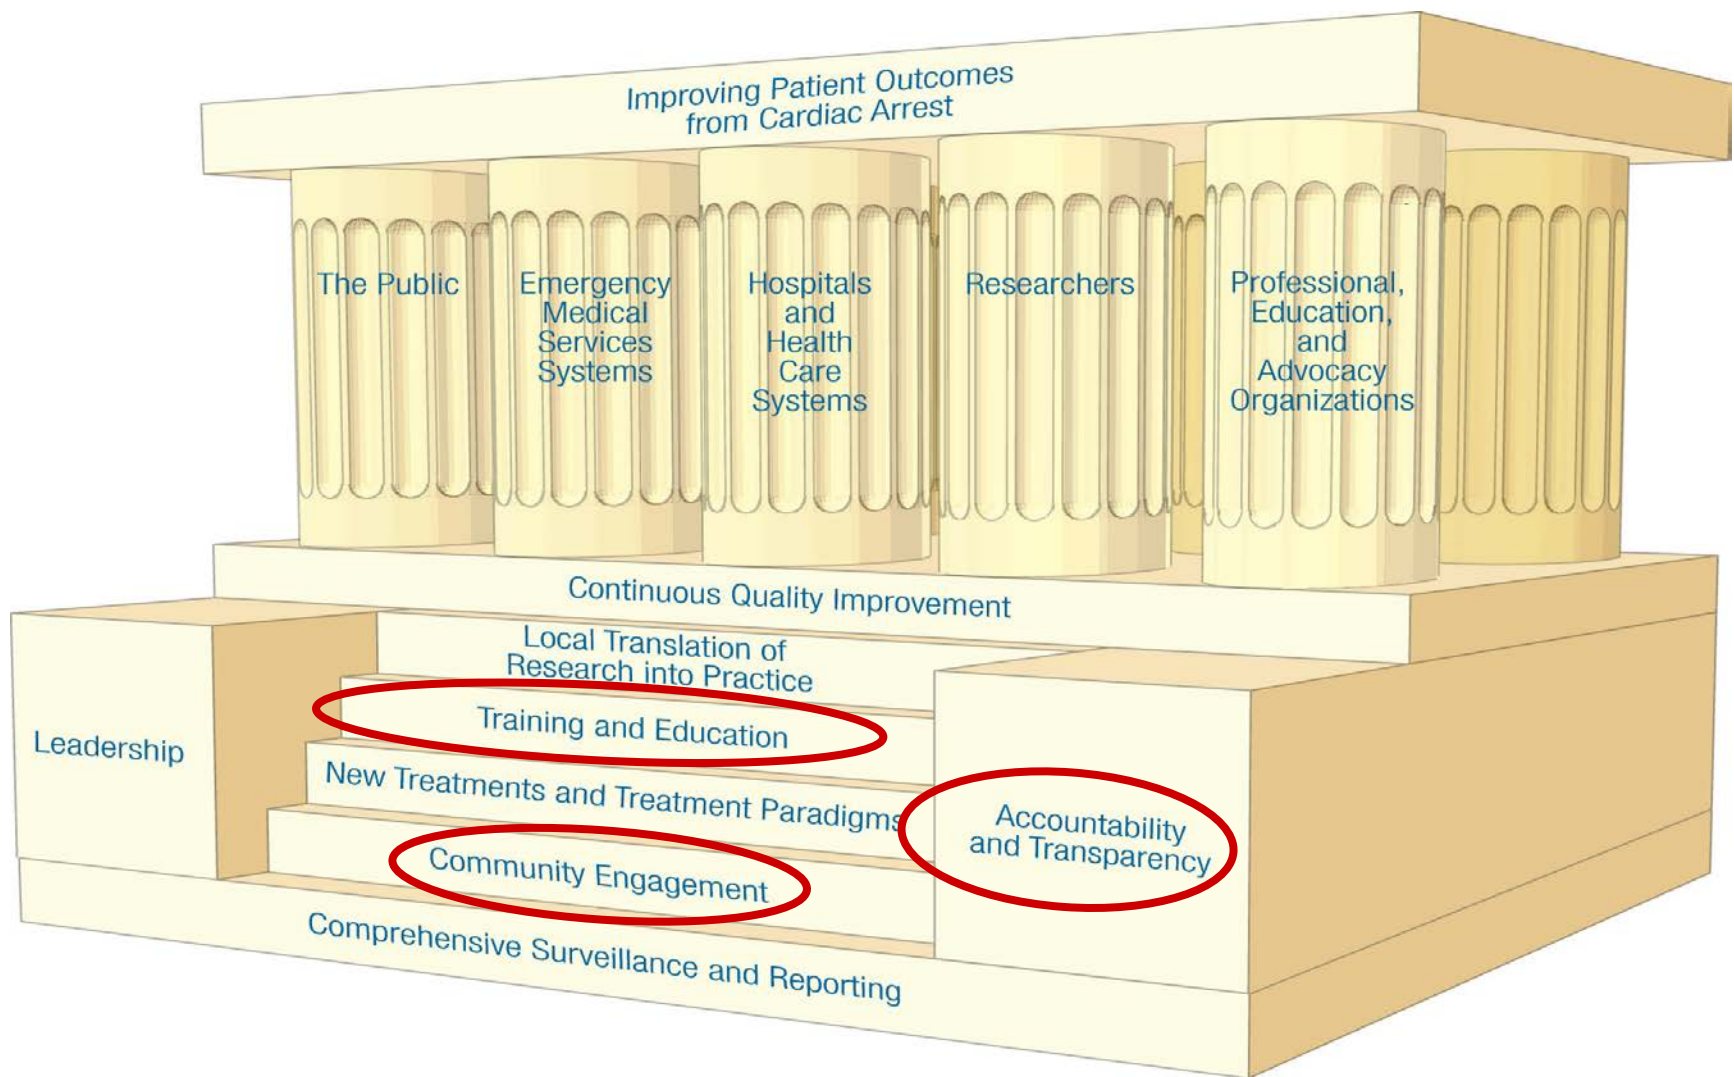 Improving Patient Outcomes
from Cardiac Arrest
The Public
Emergency
Medical
Services
Systems
Hospitals
and
Health
Care
Systems
Researchers
Professional,
Education,
and
Advocacy
Organizations
Continuous Quality Improvement
Local Translation of
Research into Practice
Training and Education
Leadership
New Treatments and Treatment Paradigms
Accountability
and Transparency
Community Engagement
Comprehensive Surveillance and Reporting